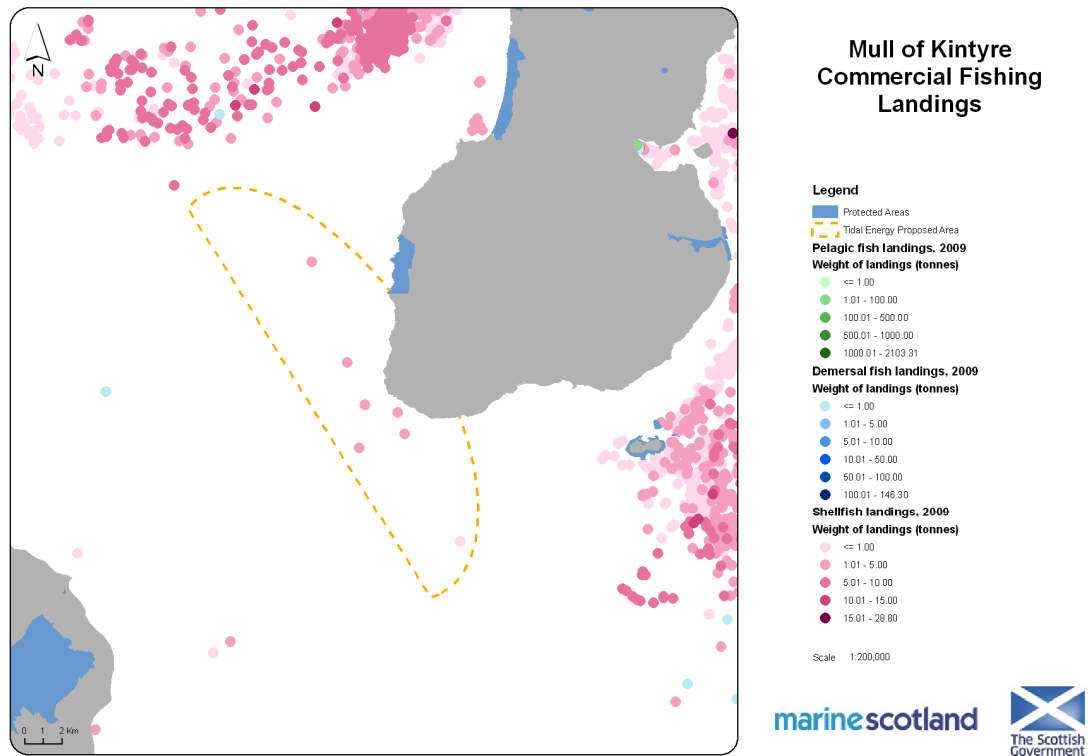 N
0 1 2 Km
Mull of Kintyre
Commercial Fishing
Landings
Legend
Protected Areas
Tidal Energy Proposed Area
Pelagic fish landings, 2009
Weight of landings (tonnes)
<= 1.00
1.01 - 100.00
100.01 - 500.00
500.01 - 1000.00
1000.01 - 2103.31
Demersal fish landings, 2009
Weight of landings (tonnes)
<= 1.00
1.01 - 5.00
5.01 - 10.00
10.01 - 50.00
50.01 - 100.00
100.01 - 146.30
Shellfish landings, 2009
Weight of landings (tonnes)
<= 1.00
1.01 - 5.00
5.01 - 10.00
10.01 - 15.00
15.01 - 28.80
Scale 1:200,000
marinescotland
The Scottish
Government